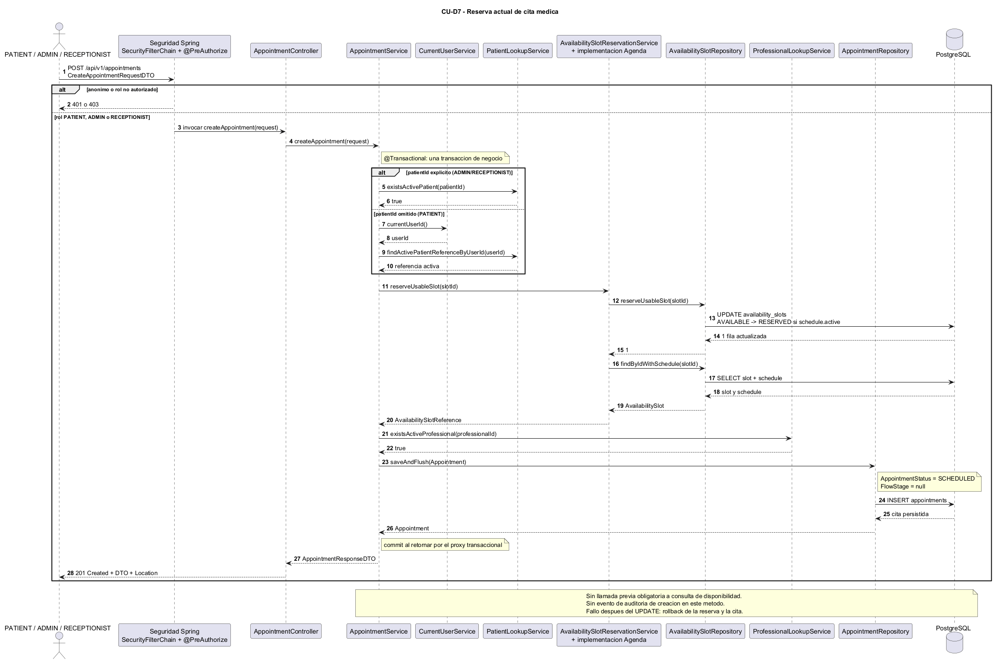 CU-D7 - Reserva actual de cita medica
PATIENT / ADMIN / RECEPTIONIST
Seguridad Spring
SecurityFilterChain + @PreAuthorize
AppointmentController
AppointmentService
CurrentUserService
PatientLookupService
AvailabilitySlotReservationService
+ implementacion Agenda
AvailabilitySlotRepository
ProfessionalLookupService
AppointmentRepository
PostgreSQL
1 POST /api/v1/appointments
CreateAppointmentRequestDTO
alt [anonimo o rol no autorizado]
2 401 o 403
[rol PATIENT, ADMIN o RECEPTIONIST]
3 invocar createAppointment(request)
4 createAppointment(request)
@Transactional: una transaccion de negocio
alt [patientId explicito (ADMIN/RECEPTIONIST)]
5 existsActivePatient(patientId)
6 true
[patientId omitido (PATIENT)]
7 currentUserId()
8 userId
9 findActivePatientReferenceByUserId(userId)
10 referencia activa
11 reserveUsableSlot(slotId)
12 reserveUsableSlot(slotId)
13 UPDATE availability_slots
AVAILABLE -> RESERVED si schedule.active
14 1 fila actualizada
15 1
16 findByIdWithSchedule(slotId)
17 SELECT slot + schedule
18 slot y schedule
19 AvailabilitySlot
20 AvailabilitySlotReference
21 existsActiveProfessional(professionalId)
22 true
23 saveAndFlush(Appointment)
AppointmentStatus = SCHEDULED
FlowStage = null
24 INSERT appointments
25 cita persistida
26 Appointment
commit al retornar por el proxy transaccional
27 AppointmentResponseDTO
28 201 Created + DTO + Location
Sin llamada previa obligatoria a consulta de disponibilidad.
Sin evento de auditoria de creacion en este metodo.
Fallo despues del UPDATE: rollback de la reserva y la cita.
PATIENT / ADMIN / RECEPTIONIST
Seguridad Spring
SecurityFilterChain + @PreAuthorize
AppointmentController
AppointmentService
CurrentUserService
PatientLookupService
AvailabilitySlotReservationService
+ implementacion Agenda
AvailabilitySlotRepository
ProfessionalLookupService
AppointmentRepository
PostgreSQL